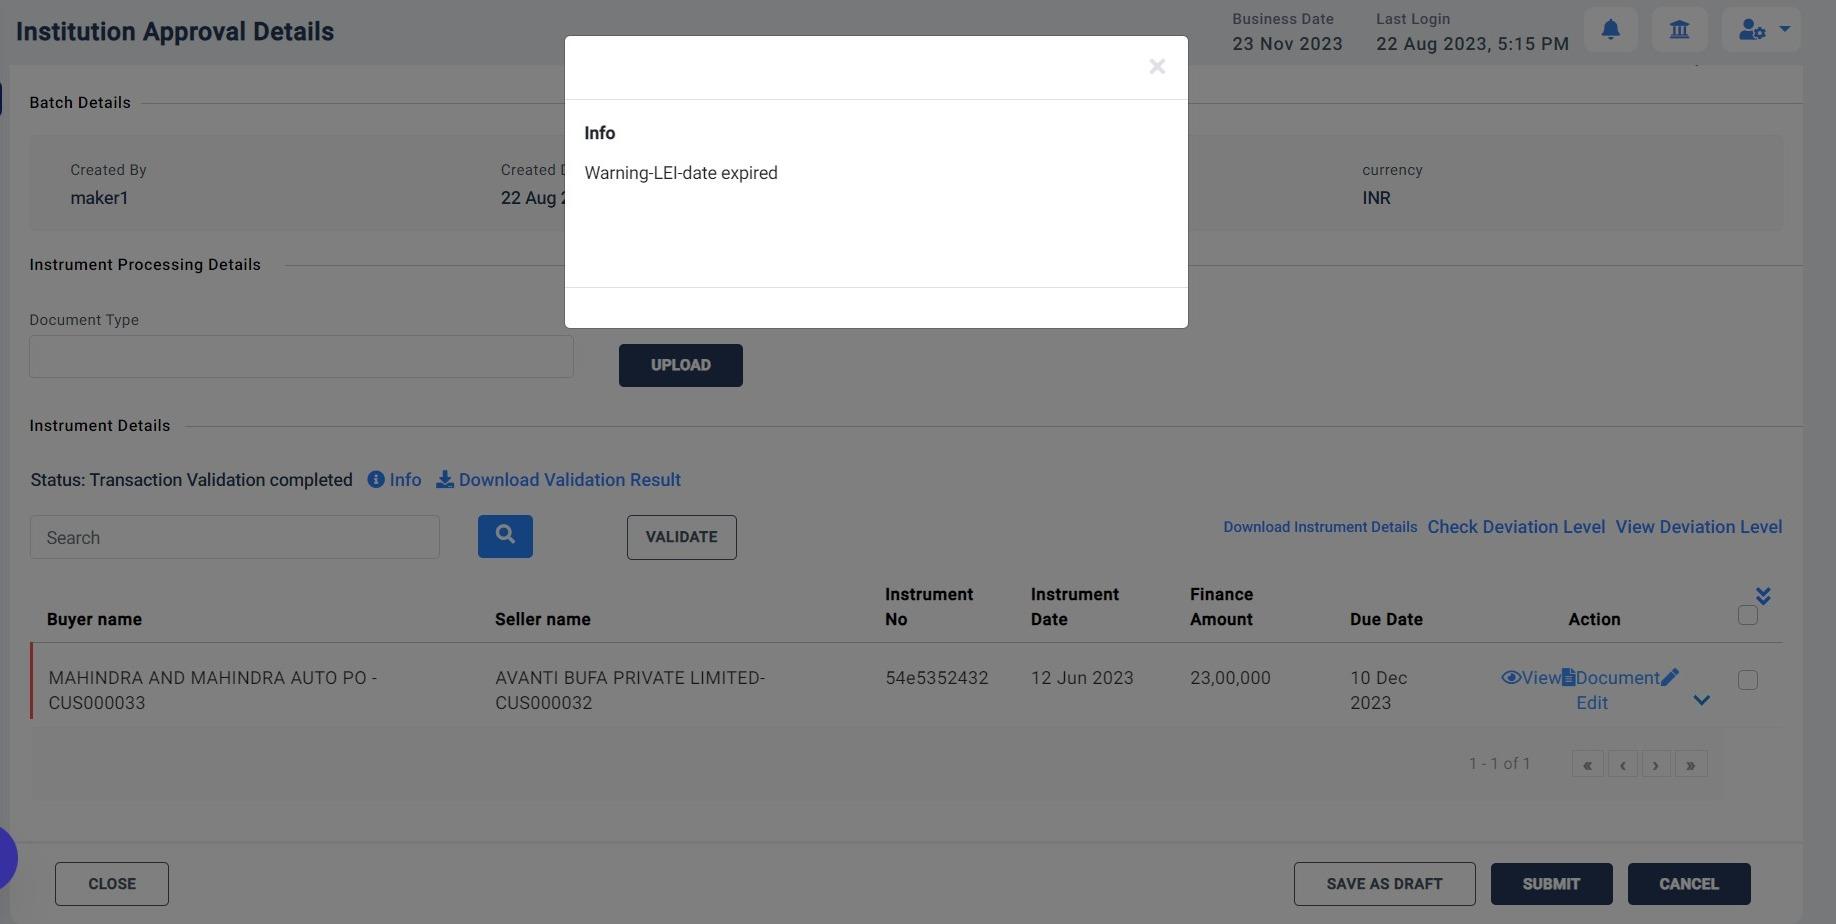 Institution Approval Details
Business Date
23 Nov 2023
Last Login
22 Aug 2023, 5:15 PM
×
Info
Warning-LEI-date expired
Batch Details
Created By
maker1
Created
22 Aug
currency
INR
Instrument Processing Details
Document Type
UPLOAD
Instrument Details
Status: Transaction Validation completed Info Download Validation Result
Search
VALIDATE
Download Instrument Details Check Deviation Level View Deviation Level
Buyer name Seller name Instrument No Instrument Date Finance Amount Due Date Action
MAHINDRA AND MAHINDRA AUTO PO - AVANTI BUFA PRIVATE LIMITED- 54e5352432 12 Jun 2023 23,00,000 10 Dec View Document
CUS000033 CUS000032 2023 Edit
1 - 1 of 1 « ‹ › »
CLOSE SAVE AS DRAFT SUBMIT CANCEL